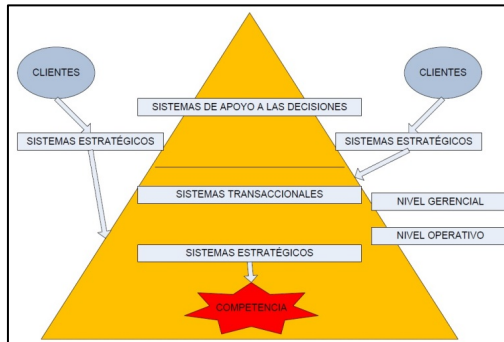 CLIENTES
CLIENTES
SISTEMAS DE APOYO A LAS DECISIONES
SISTEMAS ESTRATÉGICOS
SISTEMAS ESTRATÉGICOS
SISTEMAS TRANSACCIONALES
NIVEL GERENCIAL
NIVEL OPERATIVO
SISTEMAS ESTRATÉGICOS
COMPETENCIA